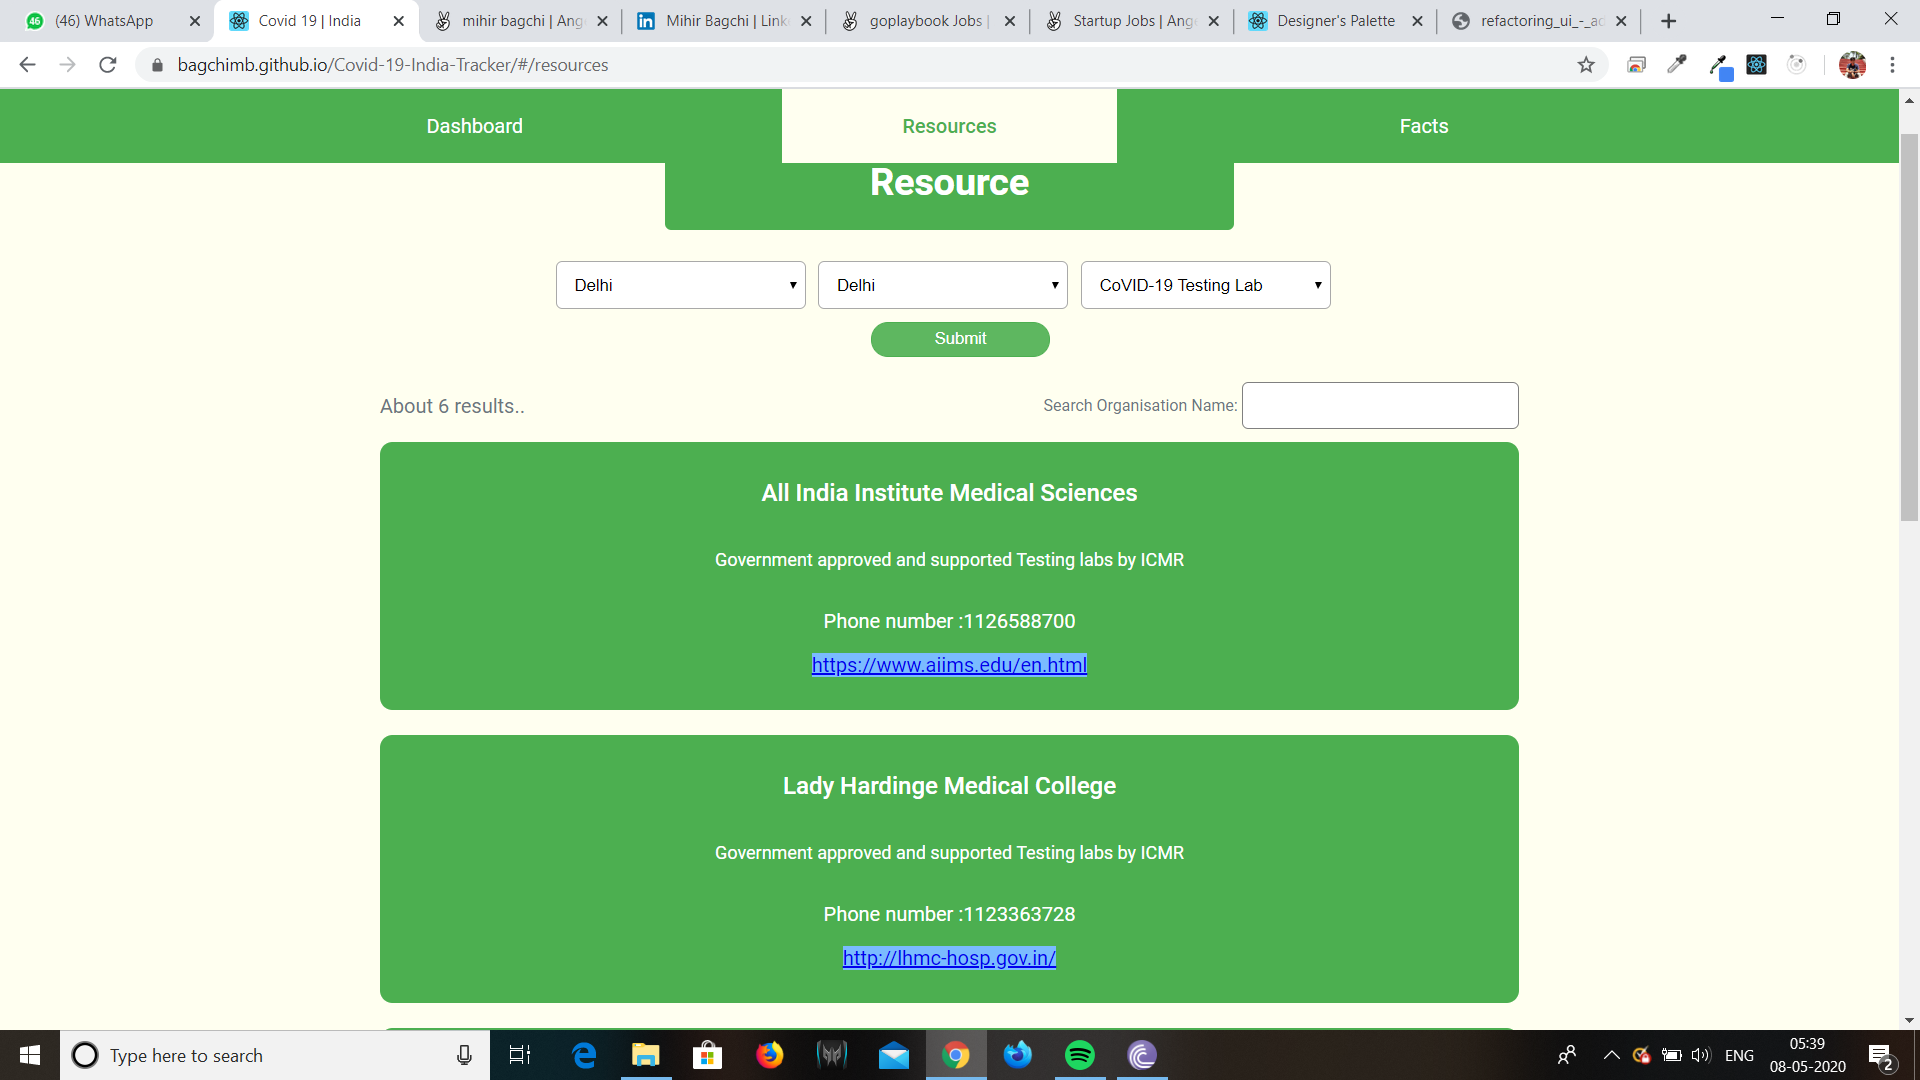 46 (46) WhatsApp
Covid 19 | India
mihir bagchi | Ang
in Mihir Bagchi | Link
goplaybook Jobs |
Startup Jobs | Ang
Designer's Palette
refactoring_ui_-_ad
bagchimb.github.io/Covid-19-India-Tracker/#/resources
Dashboard
Resources
Facts
Resource
Delhi
Delhi
CoVID-19 Testing Lab
Submit
About 6 results..
Search Organisation Name:
All India Institute Medical Sciences
Government approved and supported Testing labs by ICMR
Phone number :1126588700
https://www.aiims.edu/en.html
Lady Hardinge Medical College
Government approved and supported Testing labs by ICMR
Phone number :1123363728
http://lhmc-hosp.gov.in/
Type here to search
ENG
05:39
08-05-2020
2